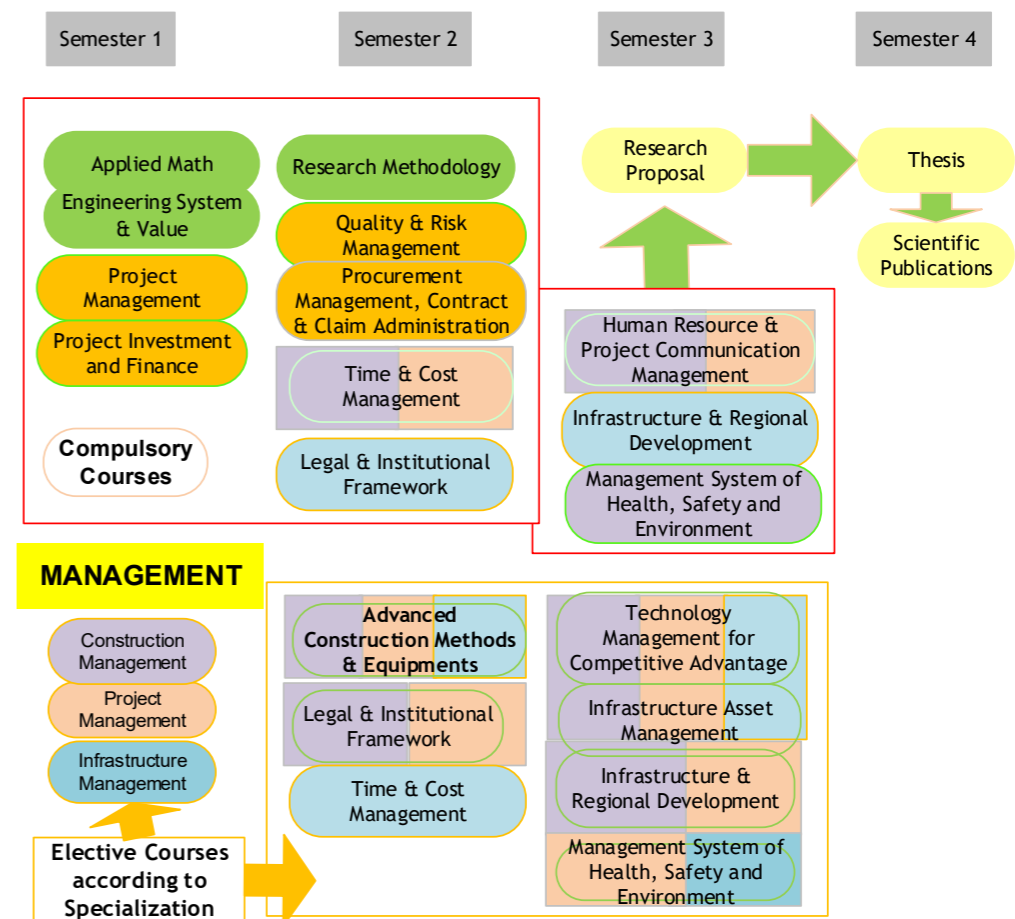 Semester 1
Semester 2
Semester 3
Semester 4
Applied Math
Engineering System
& Value
Project
Management
Project Investment
and Finance
Compulsory
Courses
Research Methodology
Quality & Risk
Management
Procurement
Management, Contract
& Claim Administration
Time & Cost
Management
Legal & Institutional
Framework
Research
Proposal
Thesis
Scientific
Publications
Human Resource &
Project Communication
Management
Infrastructure & Regional
Development
Management System of
Health, Safety and
Environment
MANAGEMENT
Construction
Management
Project
Management
Infrastructure
Management
Elective Courses
according to
Specialization
Advanced
Construction Methods
& Equipments
Legal & Institutional
Framework
Time & Cost
Management
Technology
Management for
Competitive Advantage
Infrastructure Asset
Management
Infrastructure &
Regional Development
Management System of
Health, Safety and
Environment